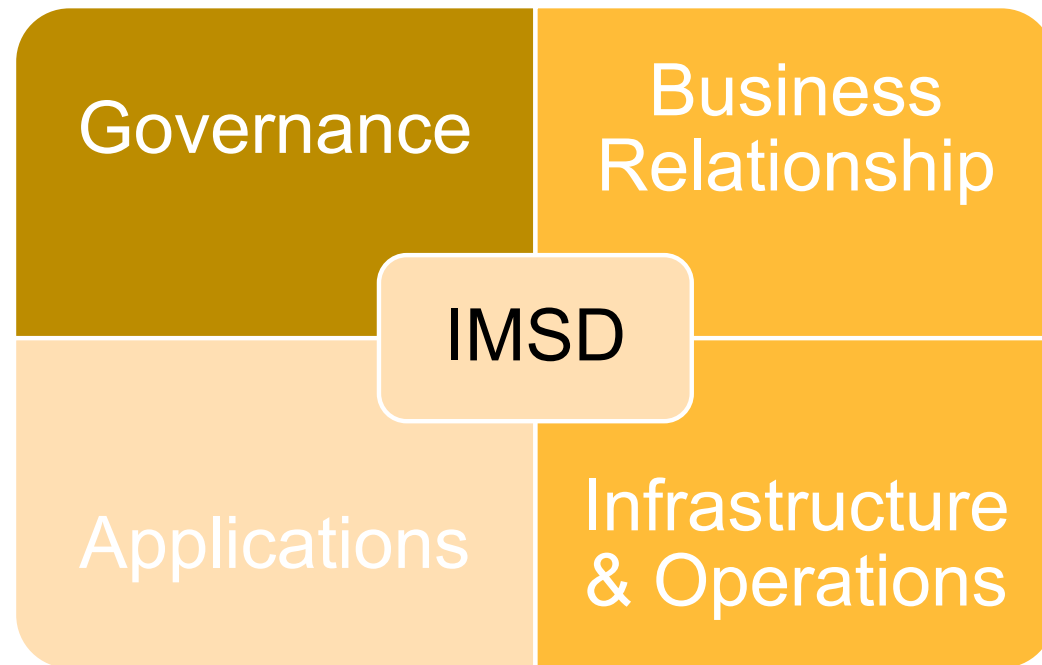 Governance
Business
Relationship
IMSD
Applications
Infrastructure
& Operations